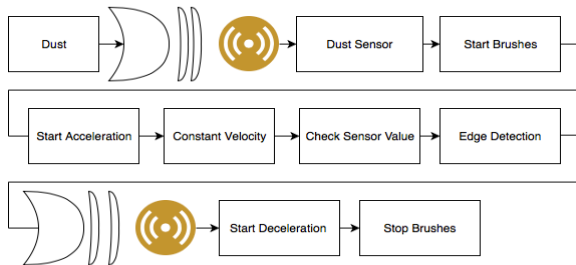 Dust
Dust Sensor
Start Brushes
Start Acceleration
Constant Velocity
Check Sensor Value
Edge Detection
Start Deceleration
Stop Brushes